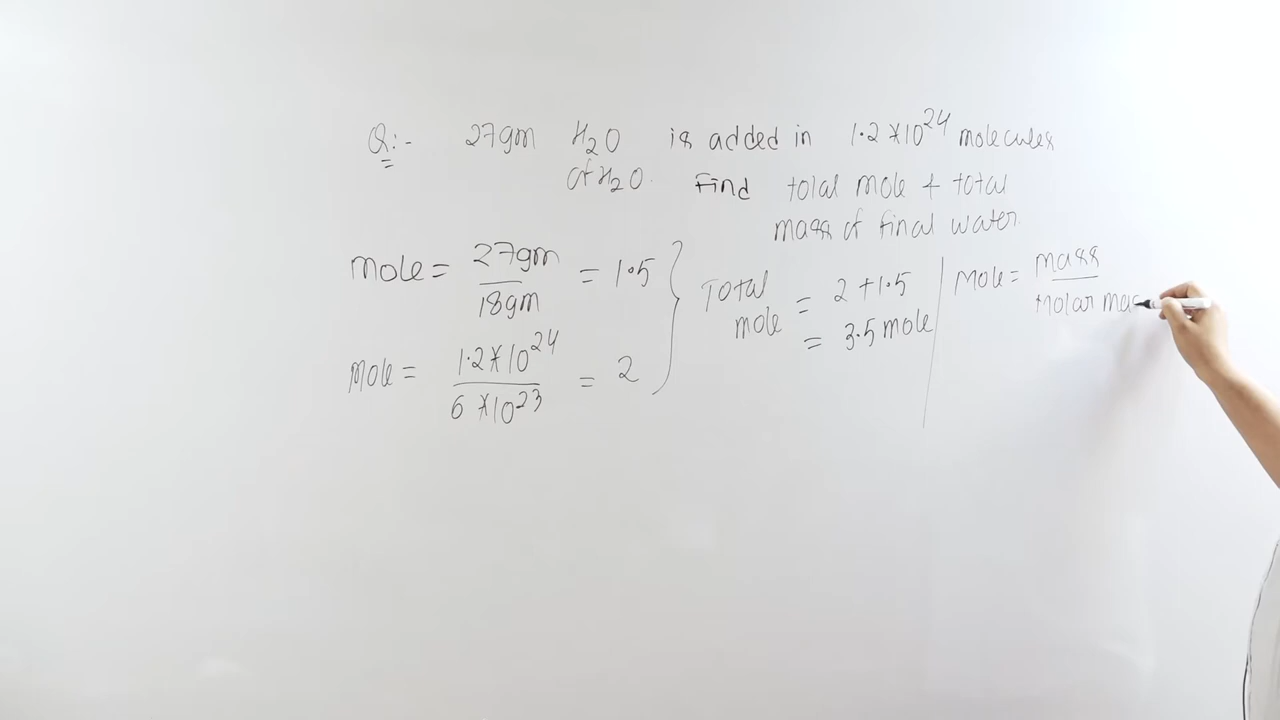 Q:- 27gm H2O is added in 1.2*10^24 molecules
of H2O. Find total mole + total
mass of final water.
Mole = 27gm / 18gm = 1.5
Mole = 1.2*10^24 / 6*10^23 = 2
Total mole = 2+1.5
= 3.5 mole
Mole = Mass / Molar mas